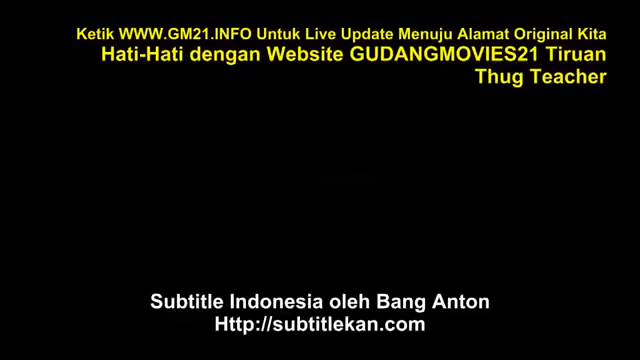 Ketik WWW.GM21.INFO Untuk Live Update Menuju Alamat Original Kita
Hati-Hati dengan Website GUDANGMOVIES21 Tiruan
Thug Teacher
Subtitle Indonesia oleh Bang Anton
Http://subtitlekan.com